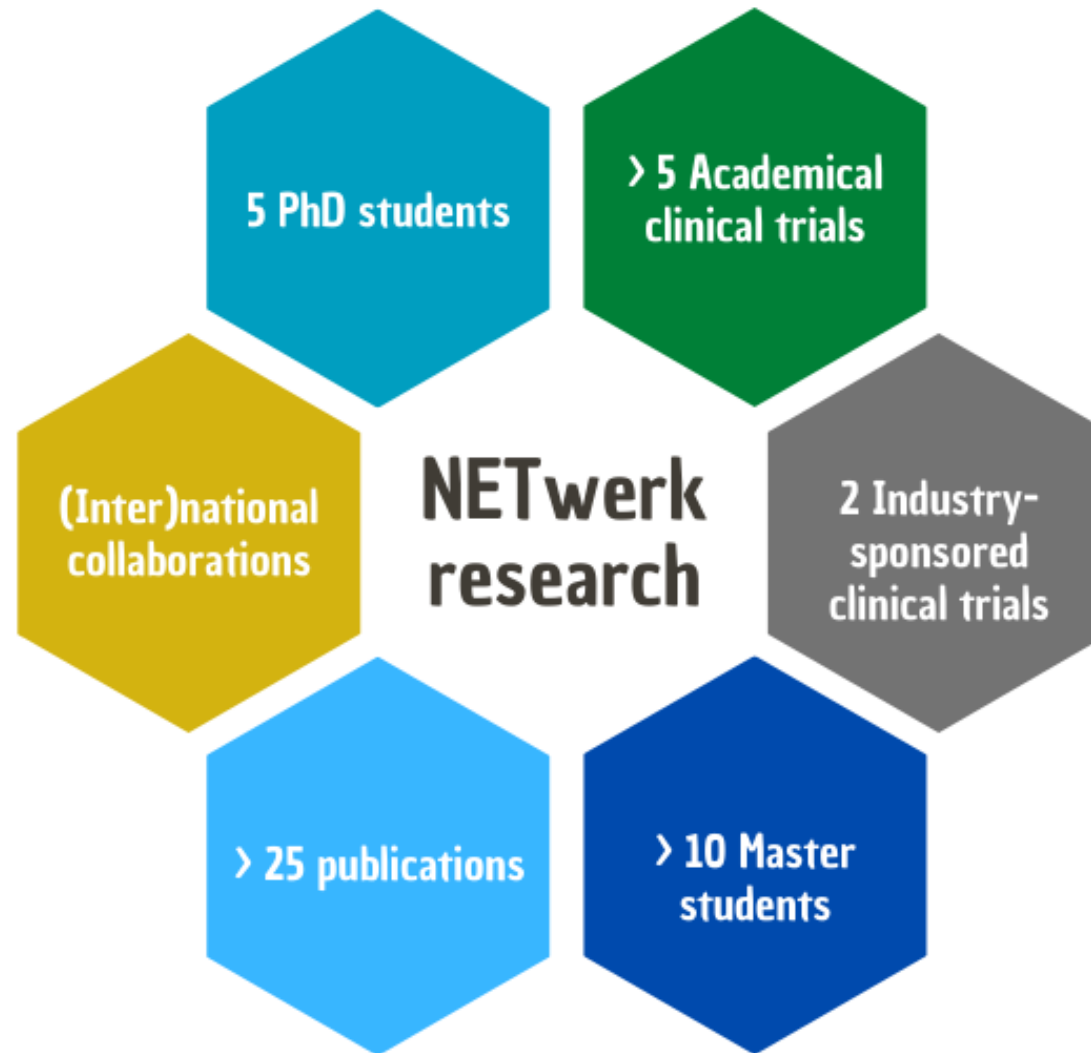 5 PhD students
> 5 Academical
clinical trials
(Inter)national
collaborations
NETwerk
research
2 Industry-
sponsored
clinical trials
> 25 publications
> 10 Master
students